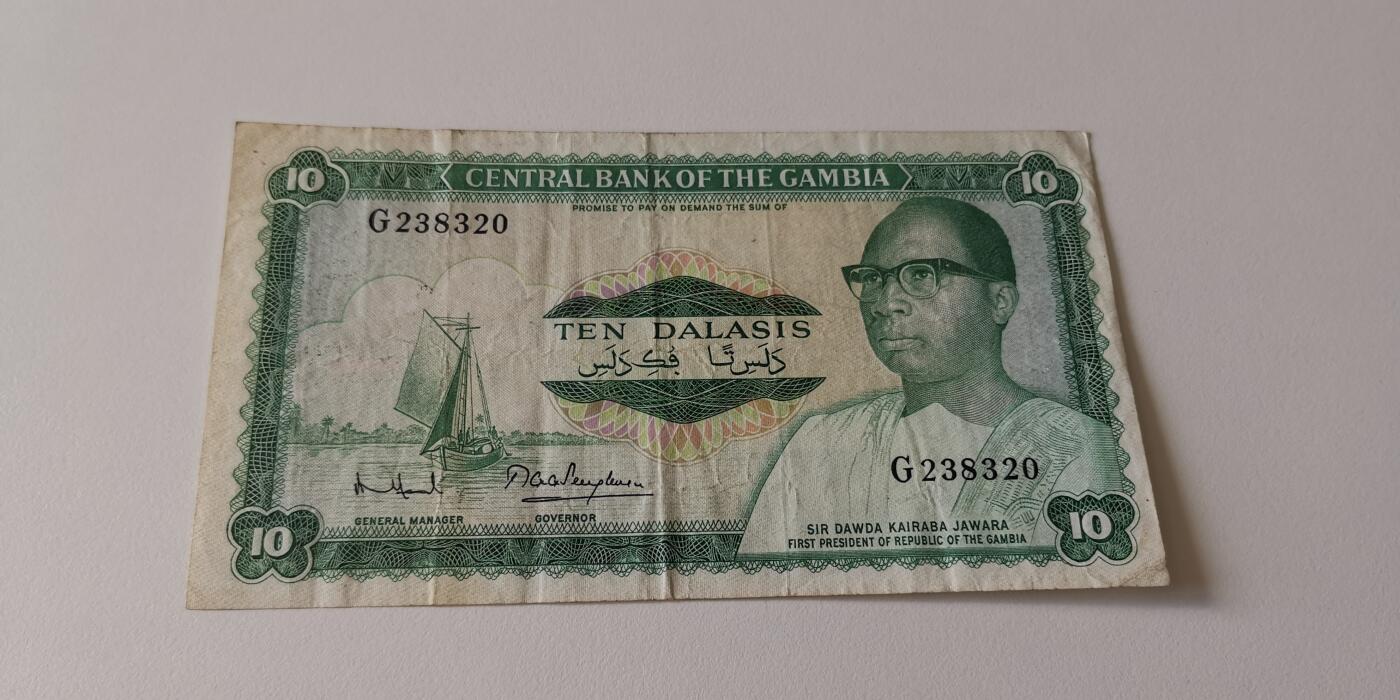 10
CENTRAL BANK OF THE GAMBIA
10
PROMISE TO PAY ON DEMAND THE SUM OF
G238320
TEN DALASIS
دَلَسِ تًا فُكِ دَلَسِ
G238320
GENERAL MANAGER
GOVERNOR
SIR DAWDA KAIRABA JAWARA
FIRST PRESIDENT OF REPUBLIC OF THE GAMBIA
10
10